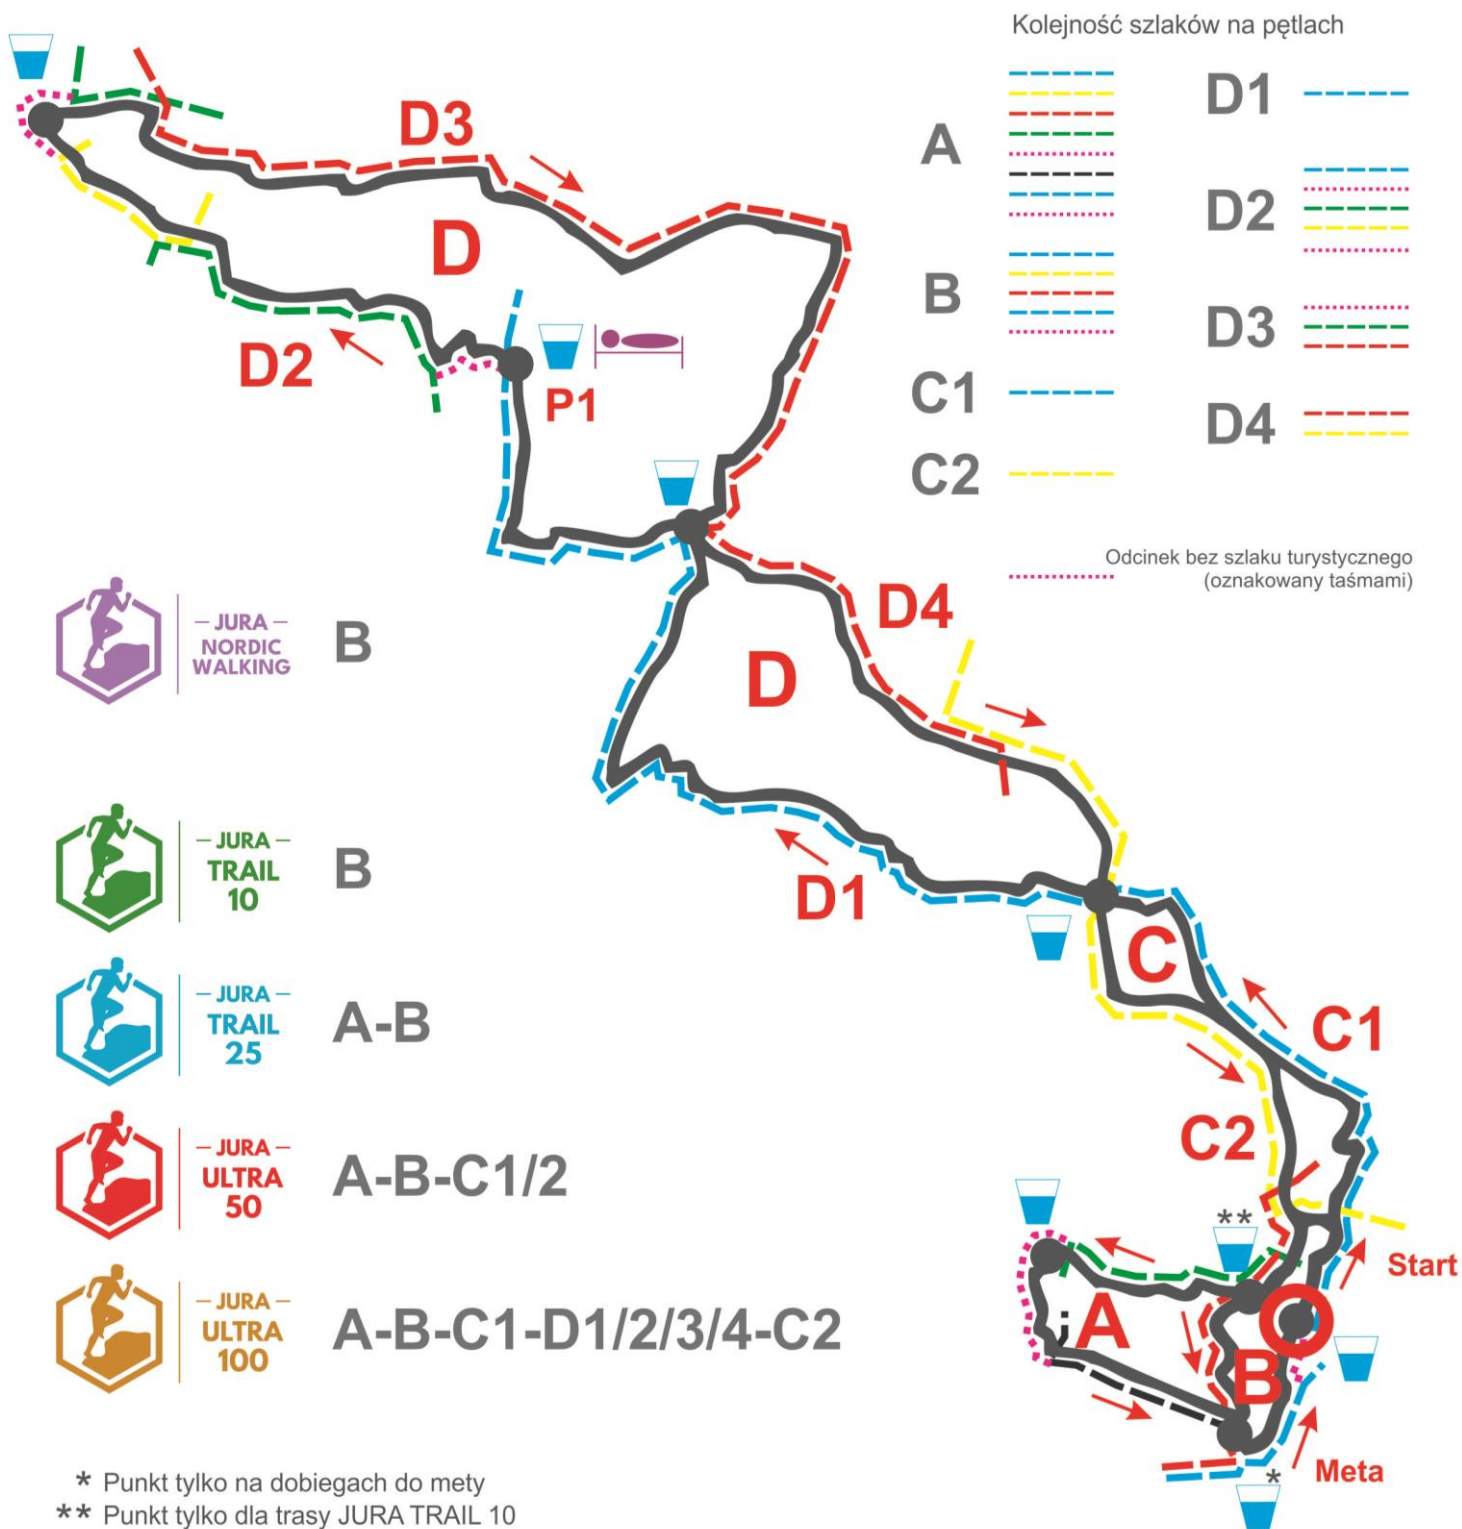 Kolejność szlaków na pętlach
A
B
C1
C2
D1
D2
D3
D4
Odcinek bez szlaku turystycznego
(oznakowany taśmami)
D3
D
D2
P1
D4
D
D1
C
C1
C2
**
Start
A
B
Meta
*
– JURA –
NORDIC
WALKING
B
– JURA –
TRAIL
10
B
– JURA –
TRAIL
25
A-B
– JURA –
ULTRA
50
A-B-C1/2
– JURA –
ULTRA
100
A-B-C1-D1/2/3/4-C2
* Punkt tylko na dobiegach do mety
** Punkt tylko dla trasy JURA TRAIL 10